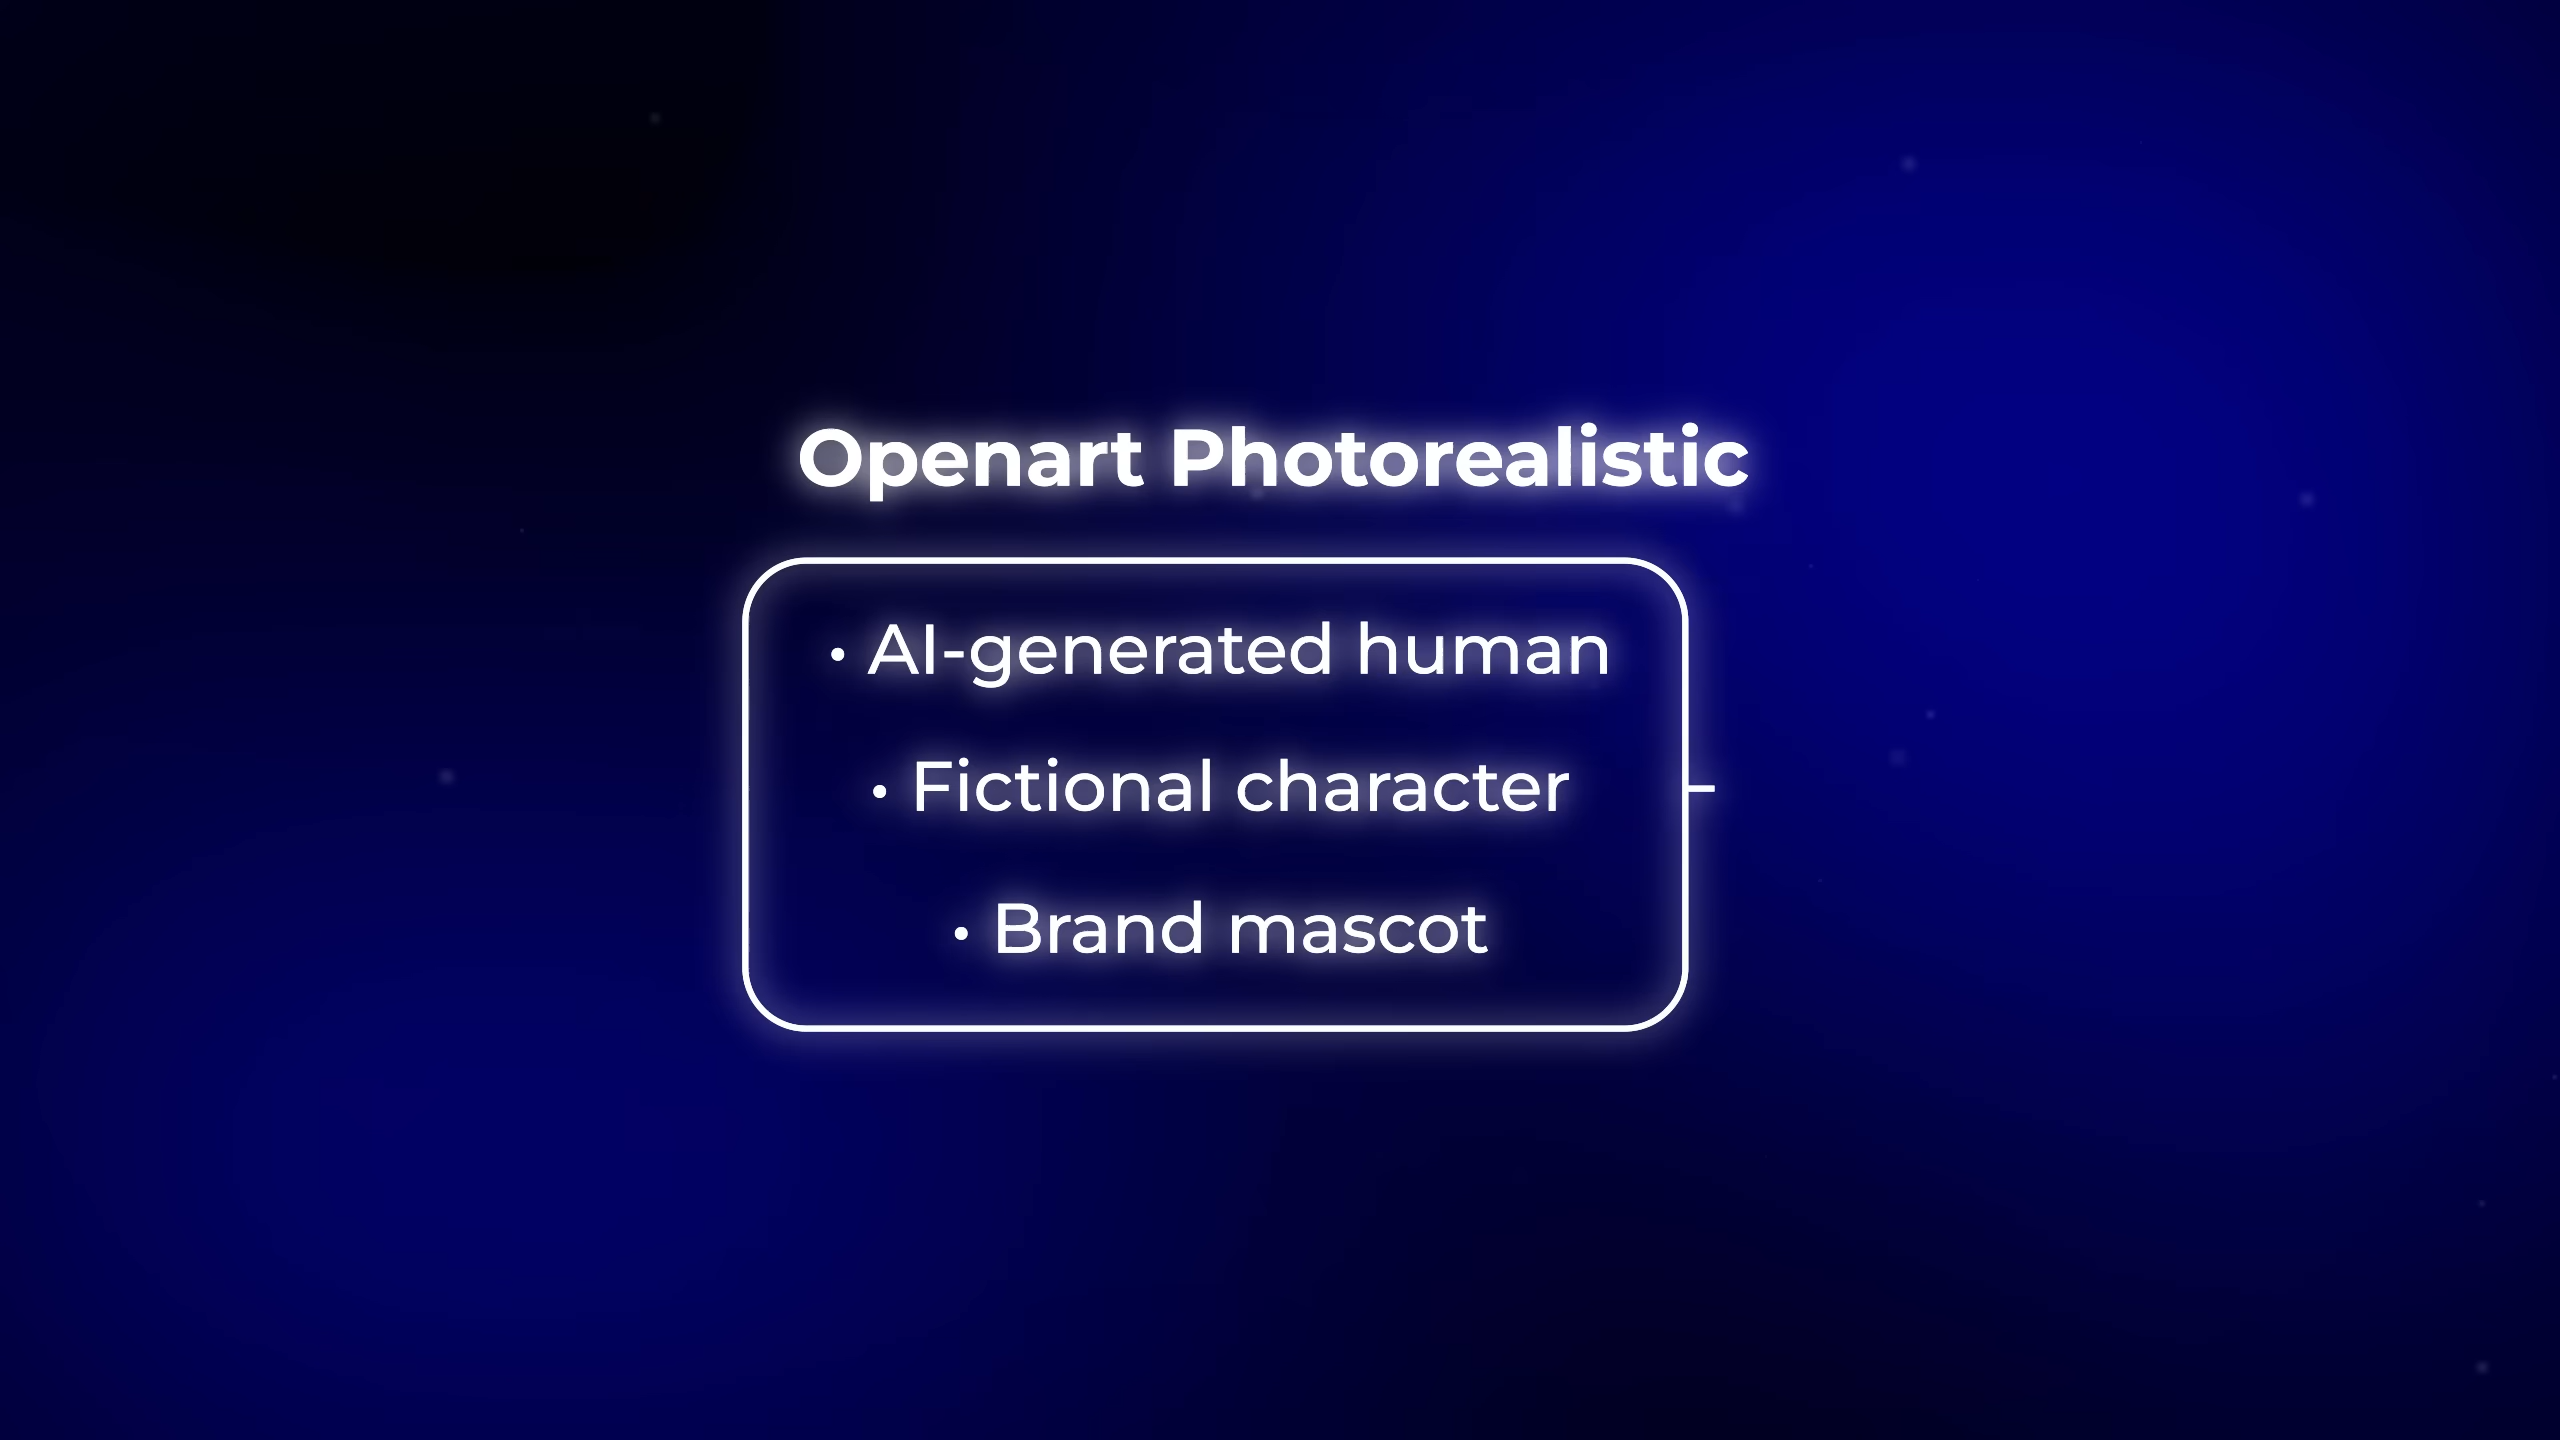 Openart Photorealistic
• AI-generated human
• Fictional character
• Brand mascot